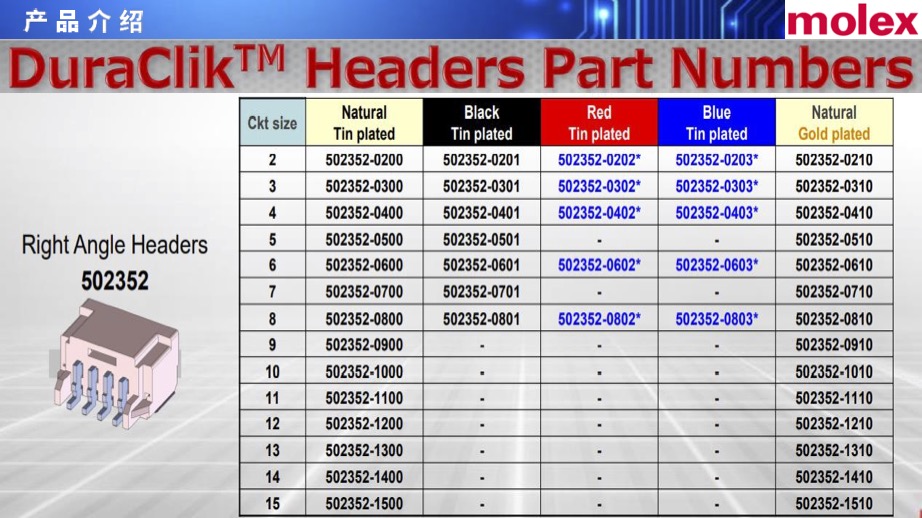 产品介绍
molex
DuraClik™ Headers Part Numbers
Right Angle Headers
502352
Ckt size Natural Tin plated Black Tin plated Red Tin plated Blue Tin plated Natural Gold plated
2 502352-0200 502352-0201 502352-0202* 502352-0203* 502352-0210
3 502352-0300 502352-0301 502352-0302* 502352-0303* 502352-0310
4 502352-0400 502352-0401 502352-0402* 502352-0403* 502352-0410
5 502352-0500 502352-0501 - - 502352-0510
6 502352-0600 502352-0601 502352-0602* 502352-0603* 502352-0610
7 502352-0700 502352-0701 - - 502352-0710
8 502352-0800 502352-0801 502352-0802* 502352-0803* 502352-0810
9 502352-0900 - - - 502352-0910
10 502352-1000 - - - 502352-1010
11 502352-1100 - - - 502352-1110
12 502352-1200 - - - 502352-1210
13 502352-1300 - - - 502352-1310
14 502352-1400 - - - 502352-1410
15 502352-1500 - - - 502352-1510